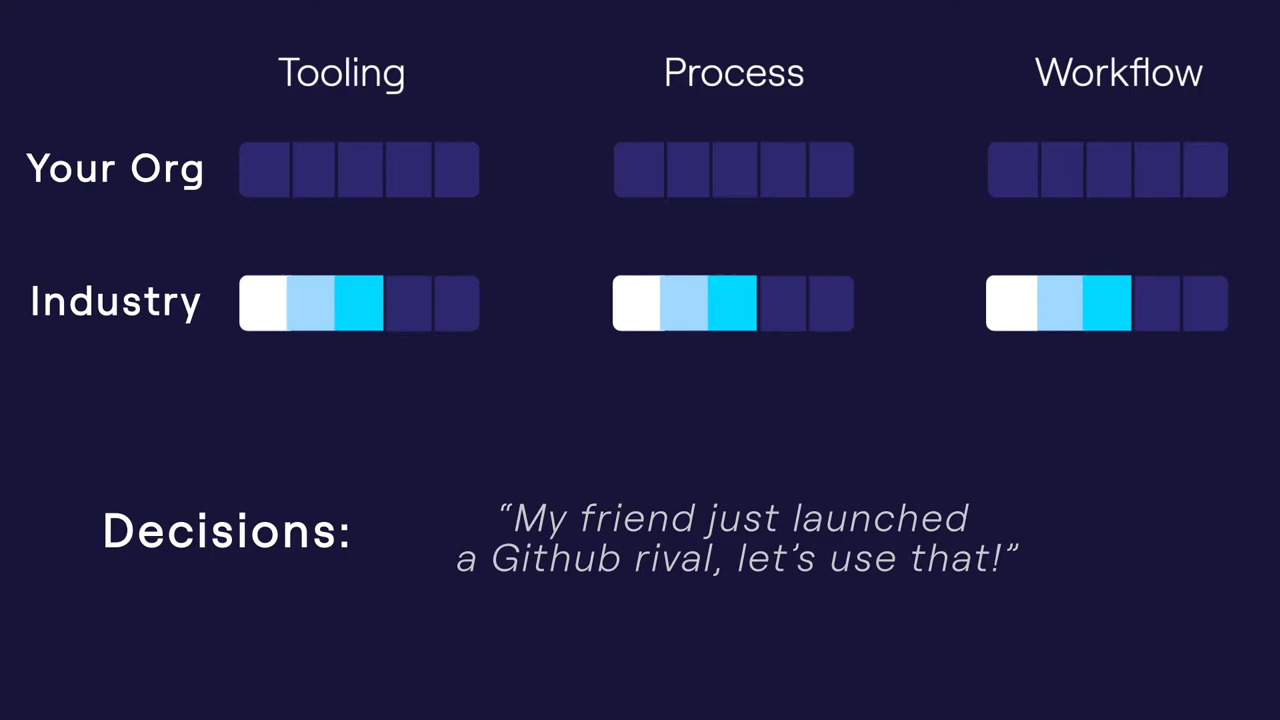 Tooling
Process
Workflow
Your Org
Industry
Decisions:
“My friend just launched
a Github rival, let’s use that!”